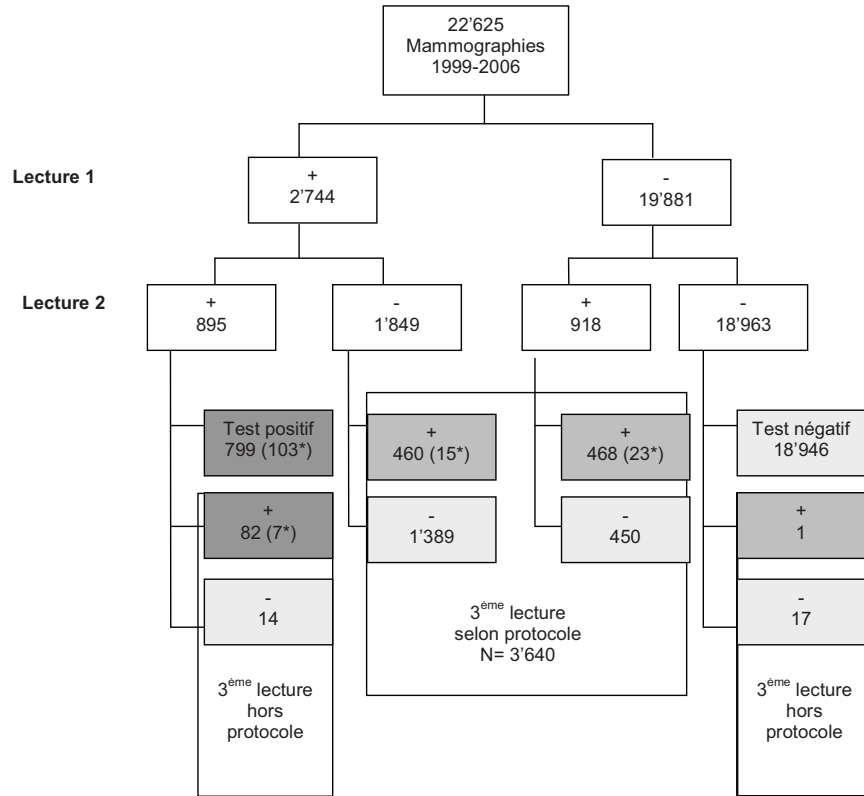 22'625
Mammographies
1999-2006
Lecture 1
+
2'744
-
19'881
Lecture 2
+
895
-
1'849
+
918
-
18'963
Test positif
799 (103*)
+
460 (15*)
+
468 (23*)
Test négatif
18'946
+
82 (7*)
-
1'389
-
450
+
1
-
14
-
17
3ème lecture
selon protocole
N= 3'640
3ème lecture
hors
protocole
3ème lecture
hors
protocole